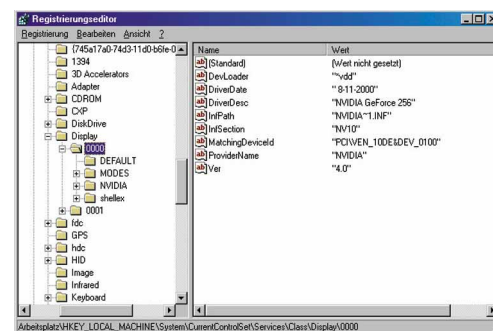 Registrierungseditor
Registrierung Bearbeiten Ansicht ?
{745a17a0-74d3-11d0-b6fe-0
1394
3D Accelerators
Adapter
CDROM
CXP
DiskDrive
Display
0000
DEFAULT
MODES
NVIDIA
shellex
0001
fdc
GPS
hdc
HID
Image
Infrared
Keyboard
Name Wert
(Standard) (Wert nicht gesetzt)
DevLoader "*vdd"
DriverDate " 8-11-2000"
DriverDesc "NVIDIA GeForce 256"
InfPath "NVIDIA~1.INF"
InfSection "NV10"
MatchingDeviceId "PCI\VEN_10DE&DEV_0100"
ProviderName "NVIDIA"
Ver "4.0"
Arbeitsplatz\HKEY_LOCAL_MACHINE\System\CurrentControlSet\Services\Class\Display\0000